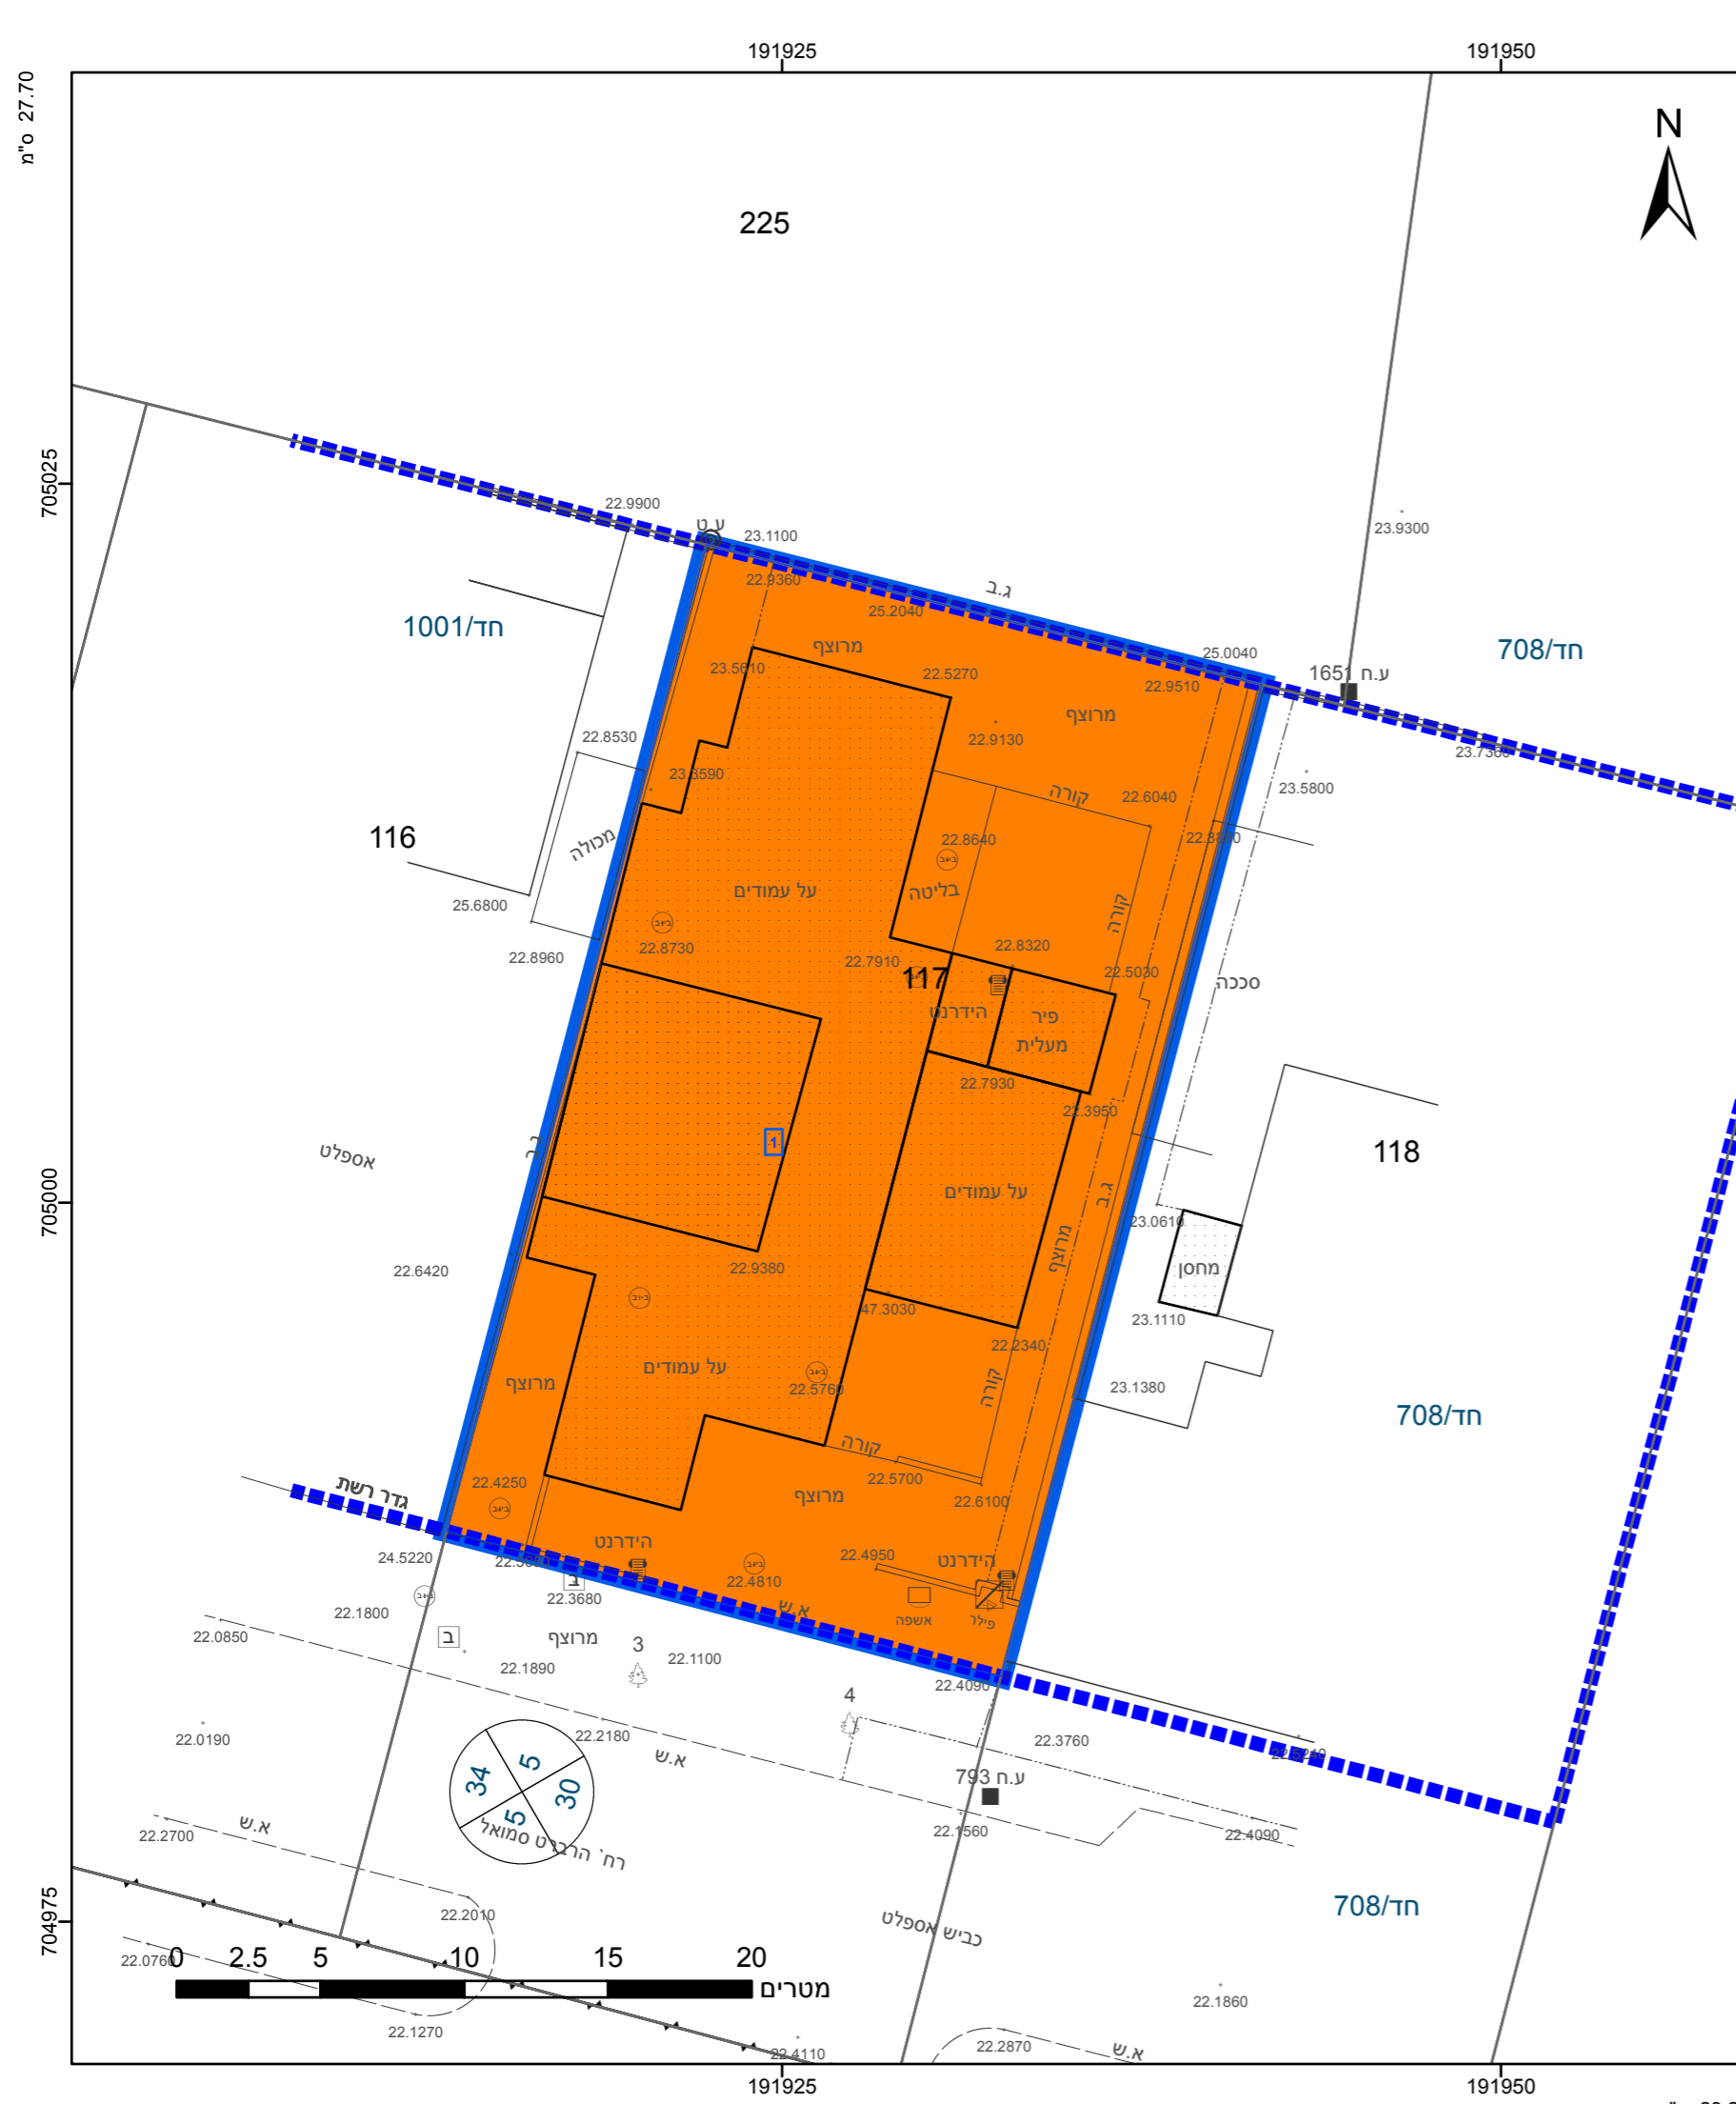 191925
191950
27.70 ס"מ
N
225
705025
22.9900
ע.ט
23.1100
23.9300
22.9360
ג.ב
25.2040
חד/1001
מרוצף
25.0040
חד/708
23.5610
22.5270
22.9510
ע.ח 1651
מרוצף
22.8530
22.9130
23.7360
קורה
22.6040
23.5800
116
מכולה
22.8640
על עמודים
בליטה
25.6800
קורה
22.8730
22.8320
22.8960
22.7910
117
22.5030
סככה
הידרנט
פיר
מעלית
22.7930
22.3950
1
ג.ב
אספלט
118
705000
על עמודים
ג.ב
23.0610
מרוצף
22.6420
22.9380
מחסן
47.3030
23.1110
22.2340
על עמודים
מרוצף
22.5760
קורה
23.1380
חד/708
קורה
22.4250
22.5700
גדר רשת
מרוצף
22.6100
הידרנט
24.5220
22.4950
הידרנט
22.4810
ב
22.3680
א.ש
אשפה
פילר
22.1800
22.0850
ב
מרוצף
3
22.1890
22.1100
22.4090
4
22.0190
22.2180
22.3760
א.ש
34
5
30
5
ע.ח 793
רח` הרברט סמואל
22.2700
א.ש
22.1560
22.4090
חד/708
704975
22.2010
כביש אספלט
22.0760
0
2.5
5
10
15
20
מטרים
22.1860
22.1270
22.2870
א.ש
22.4110
191925
191950